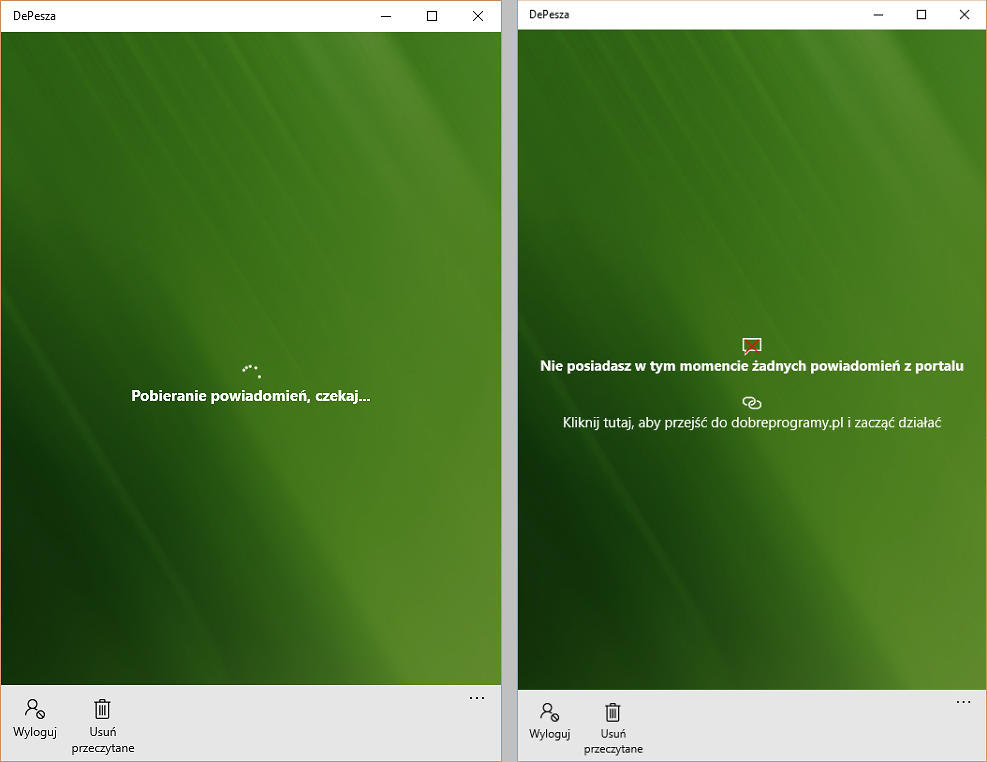 DePesza
Pobieranie powiadomień, czekaj...
Wyloguj
Usuń
przeczytane
DePesza
Nie posiadasz w tym momencie żadnych powiadomień z portalu
Kliknij tutaj, aby przejść do dobreprogramy.pl i zacząć działać
Wyloguj
Usuń
przeczytane